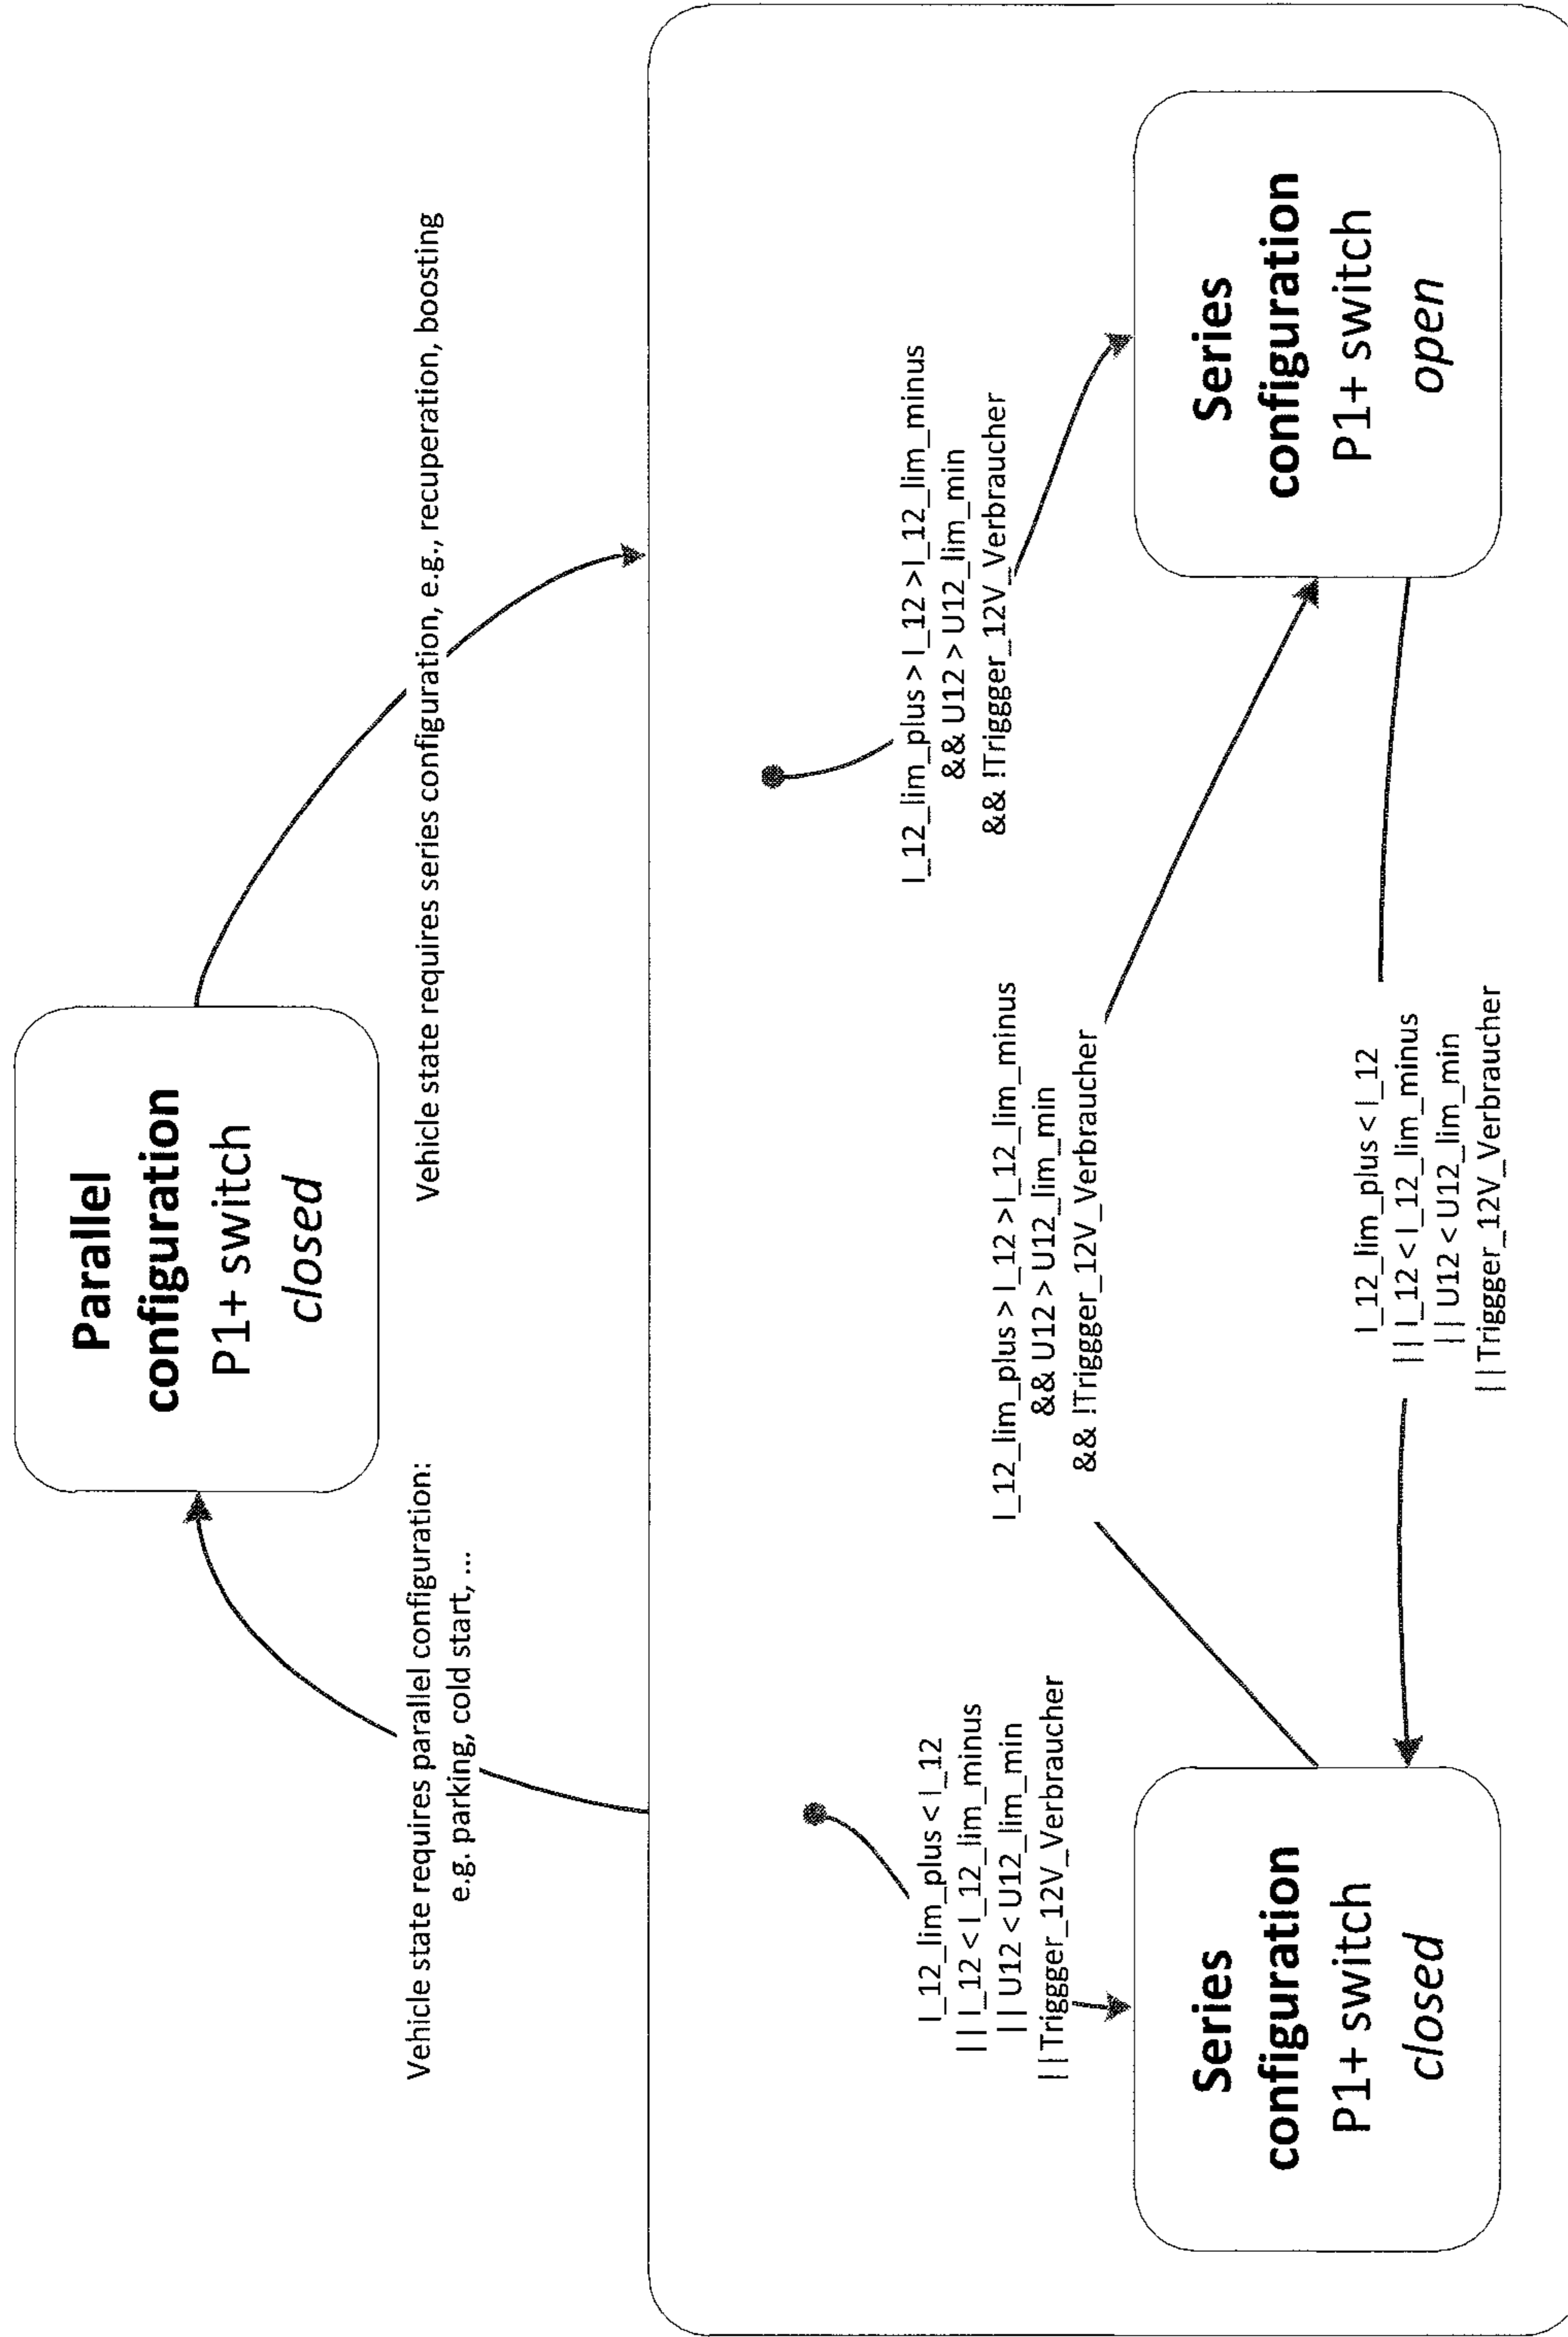 Parallel
configuration
P1+ switch
closed
Vehicle state requires parallel configuration:
e.g. parking, cold start, ...
Vehicle state requires series configuration, e.g., recuperation, boosting
I_12_lim_plus < I_12
|| I_12 < I_12_lim_minus
|| U12 < U12_lim_min
|| Triggger_12V_Verbraucher
I_12_lim_plus > I_12 >I_12_lim_minus
&& U12 > U12_lim_min
&& !Triggger_12V_Verbraucher
I_12_lim_plus > I_12 >I_12_lim_minus
&& U12 > U12_lim_min
&& !Triggger_12V_Verbraucher
Series
configuration
P1+ switch
closed
I_12_lim_plus < I_12
|| I_12 < I_12_lim_minus
|| U12 < U12_lim_min
|| Triggger_12V_Verbraucher
Series
configuration
P1+ switch
open